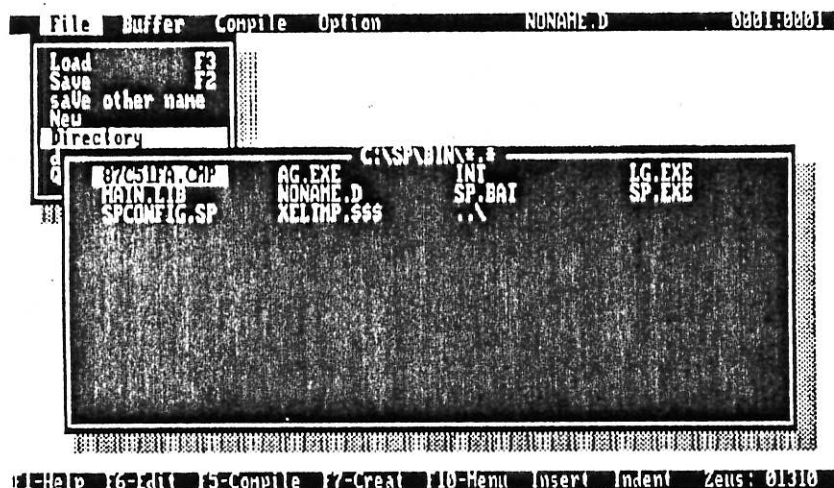 File Buffer Compile Option NONAME.D 0001:0001
Load F3
Save F2
saVe other name
New
Directory
C:\SP\BIN\*.*
87C51FA.CMP AG.EXE INT LG.EXE
MAIN.LIB NONAME.D SP.BAT SP.EXE
SPCONFIG.SP XELTMP.$$$ ..\
F1-Help F6-Edit F5-Compile F7-Creat F10-Menu Insert Indent Zeus: 01310